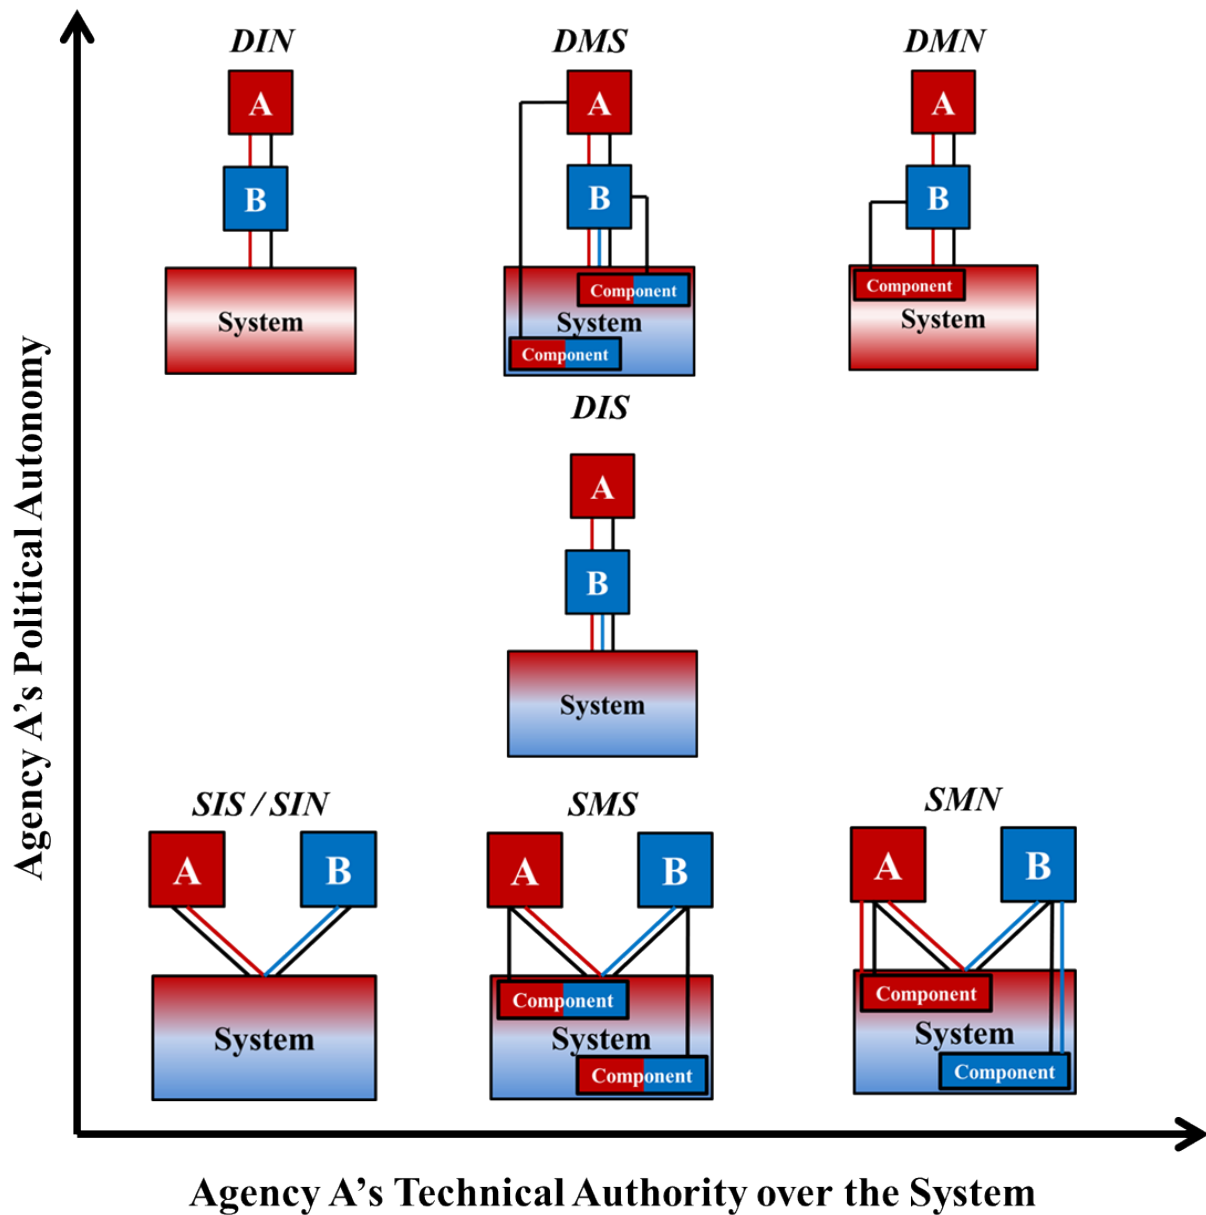 DIN
DMS
DMN
A
A
A
B
B
B
Component
Component
System
System
System
Component
DIS
A
B
System
SIS / SIN
SMS
SMN
A
B
A
B
A
B
Component
Component
System
System
System
Component
Component
Agency A's Political Autonomy
Agency A's Technical Authority over the System